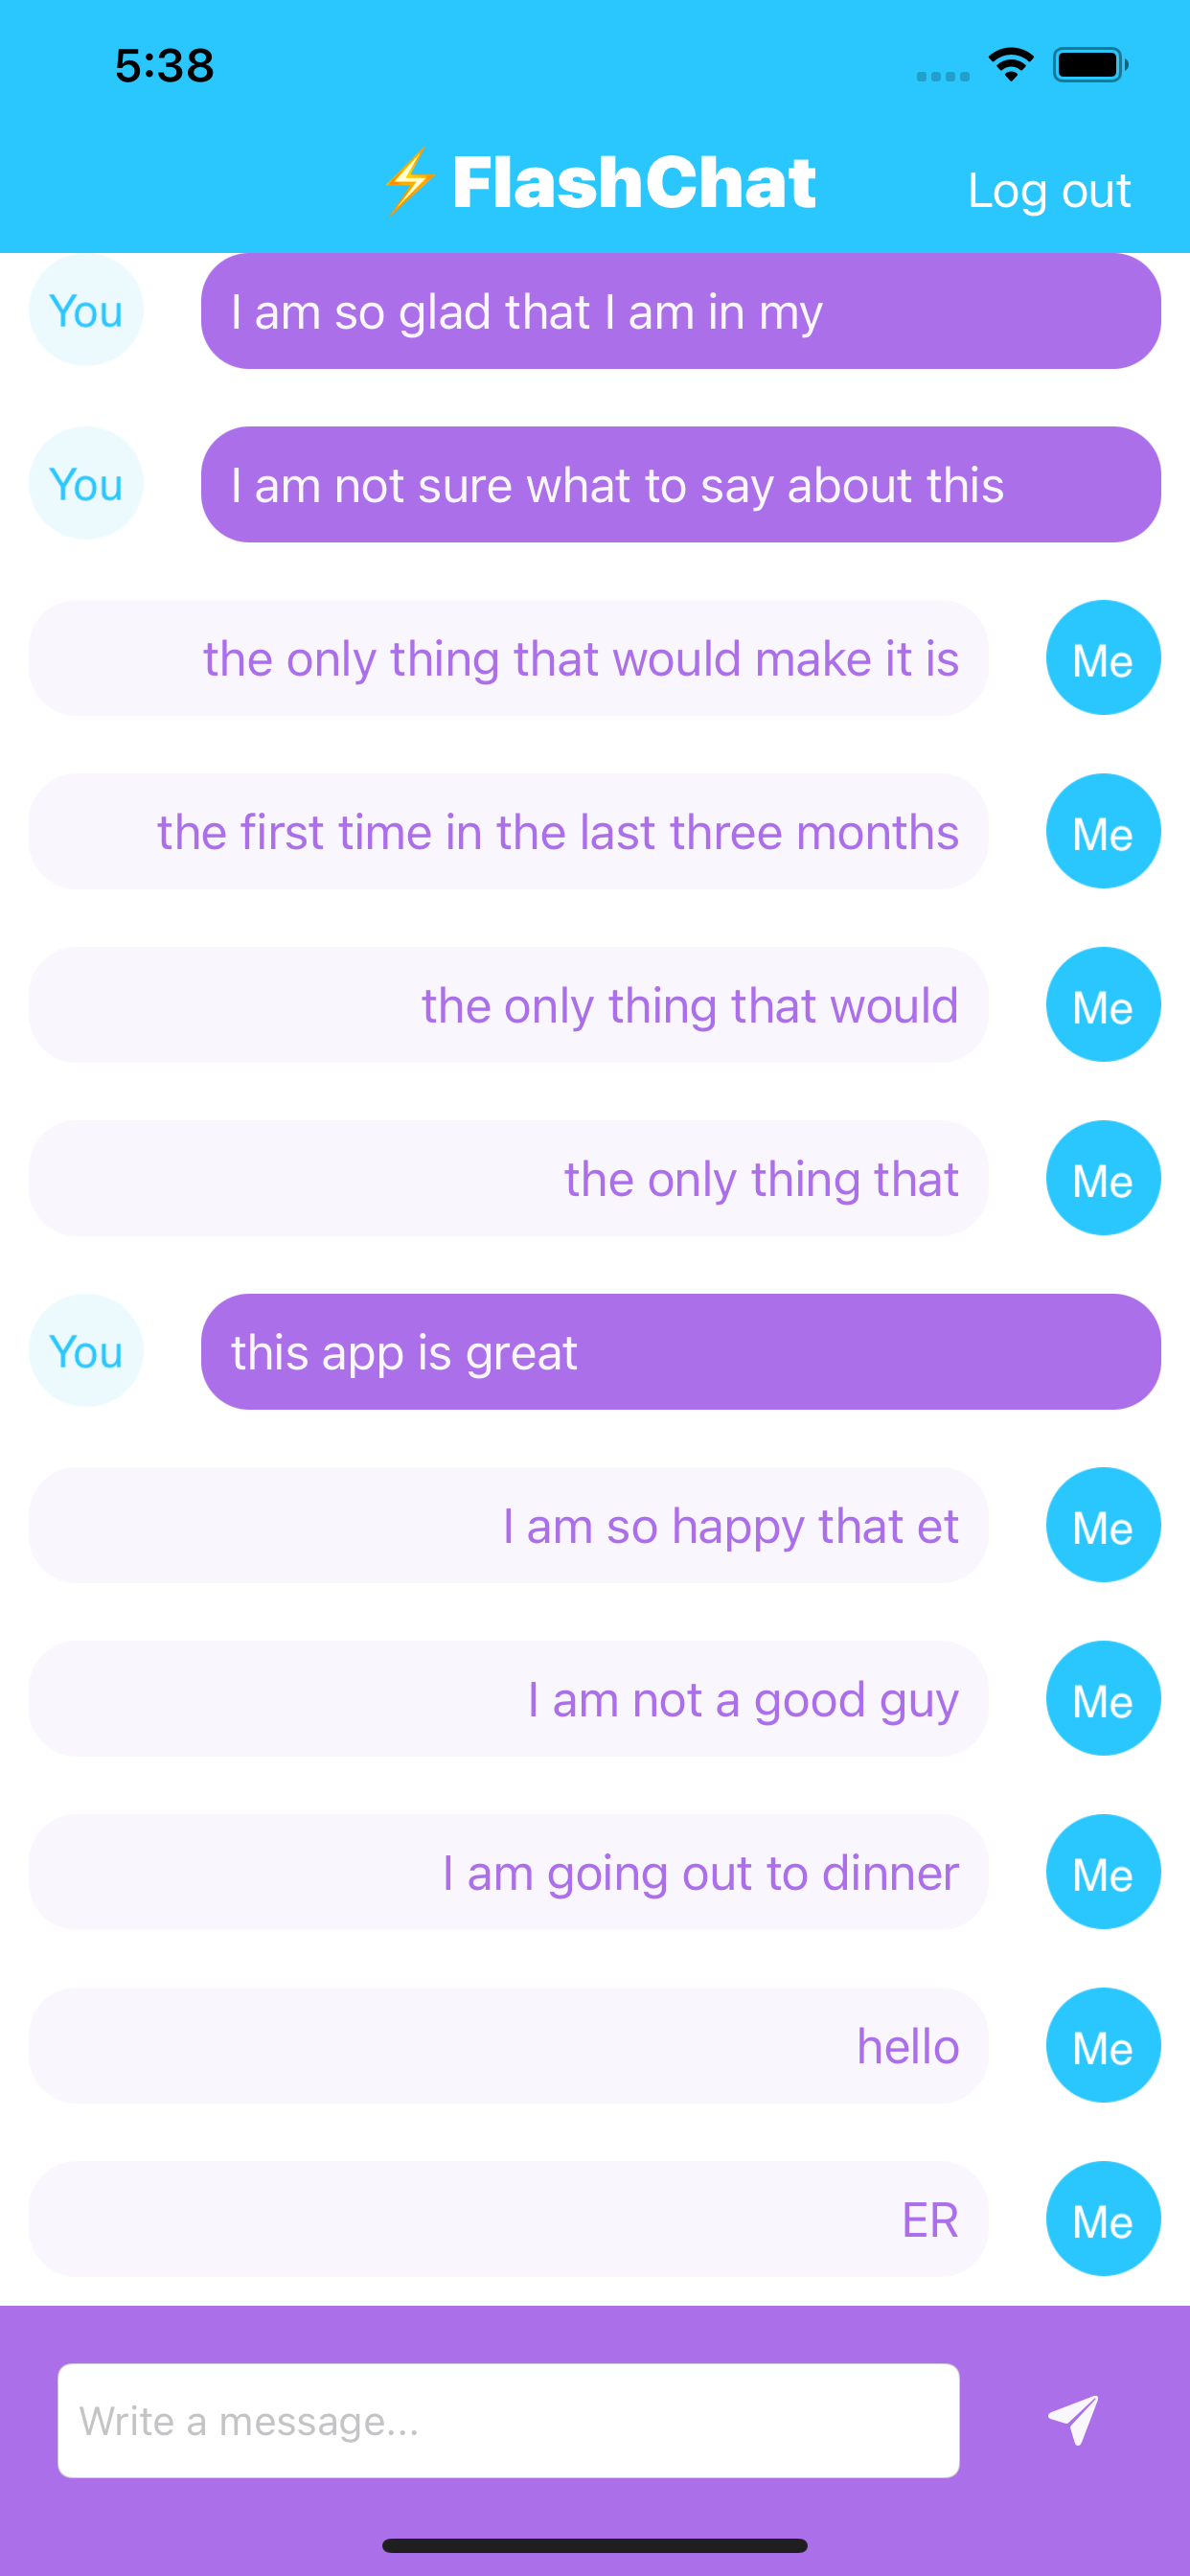 5:38
⚡FlashChat
Log out
You
I am so glad that I am in my
You
I am not sure what to say about this
the only thing that would make it is
Me
the first time in the last three months
Me
the only thing that would
Me
the only thing that
Me
You
this app is great
I am so happy that et
Me
I am not a good guy
Me
I am going out to dinner
Me
hello
Me
ER
Me
Write a message...